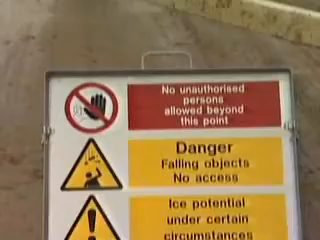 No unauthorised
persons
allowed beyond
this point
Danger
Falling objects
No access
Ice potential
under certain
circumstances